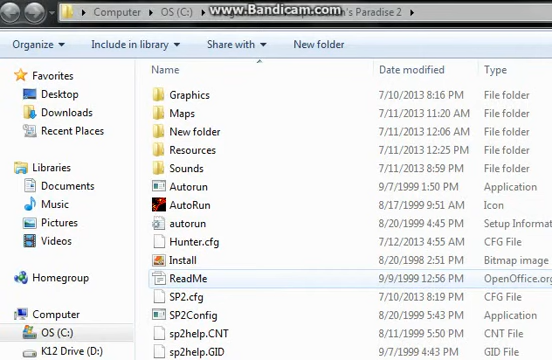 www.Bandicam.com
Computer OS (C:) n's Paradise 2
Organize Include in library Share with New folder
Name Date modified Type
Favorites
Desktop
Downloads
Recent Places
Libraries
Documents
Music
Pictures
Videos
Homegroup
Computer
OS (C:)
K12 Drive (D:)
Graphics 7/10/2013 8:16 PM File folder
Maps 7/11/2013 11:20 AM File folder
New folder 7/11/2013 12:06 AM File folder
Resources 7/11/2013 12:25 PM File folder
Sounds 7/11/2013 8:59 PM File folder
Autorun 9/7/1999 1:50 PM Application
AutoRun 8/17/1999 9:51 AM Icon
autorun 8/20/1999 4:45 PM Setup Informat
Hunter.cfg 7/12/2013 4:55 AM CFG File
Install 8/20/1998 2:51 PM Bitmap image
ReadMe 9/9/1999 12:56 PM OpenOffice.org
SP2.cfg 7/10/2013 8:19 PM CFG File
SP2Config 8/20/1999 5:43 PM Application
sp2help.CNT 8/11/1999 5:50 PM CNT File
sp2help.GID 9/7/1999 4:43 PM GID File